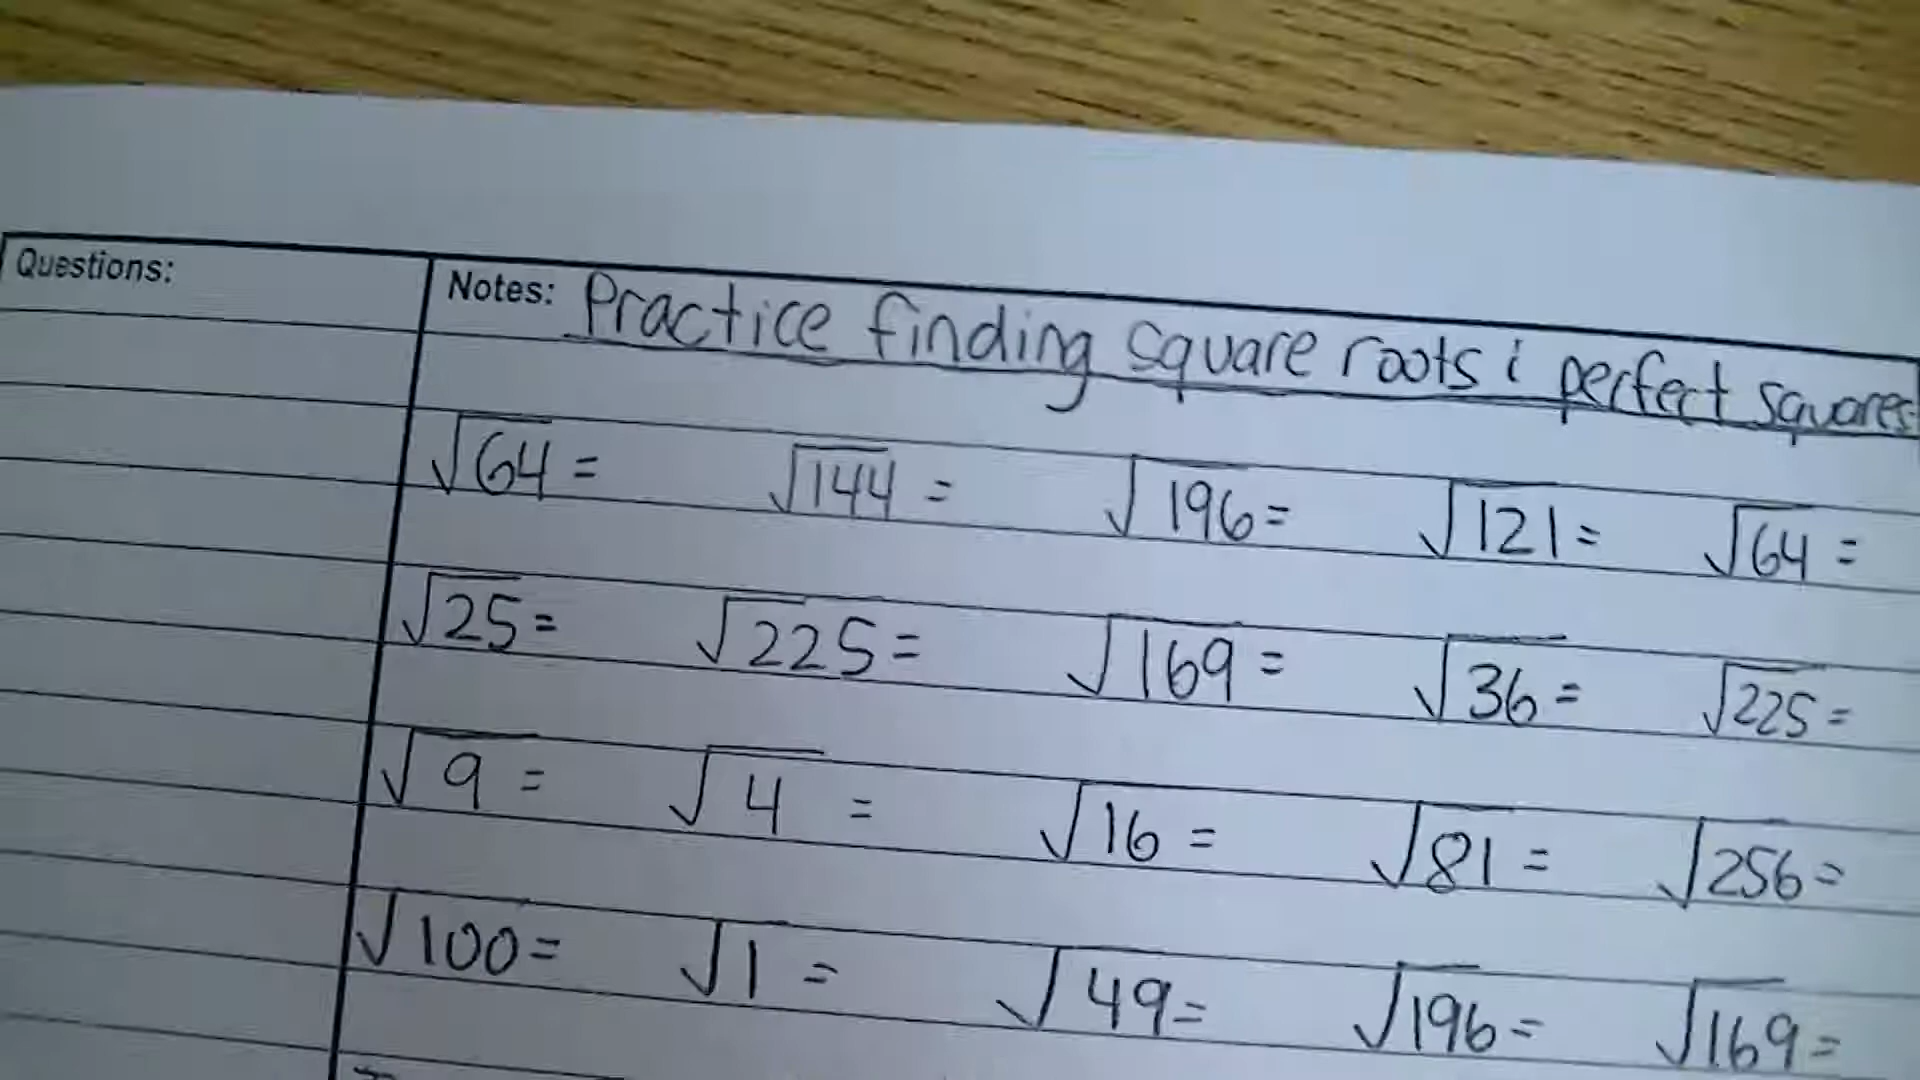 Questions:
Notes: Practice finding square roots & perfect squares
√64 = √144 = √196 = √121 = √64 =
√25 = √225 = √169 = √36 = √225 =
√9 = √4 = √16 = √81 = √256 =
√100 = √1 = √49 = √196 = √169 =